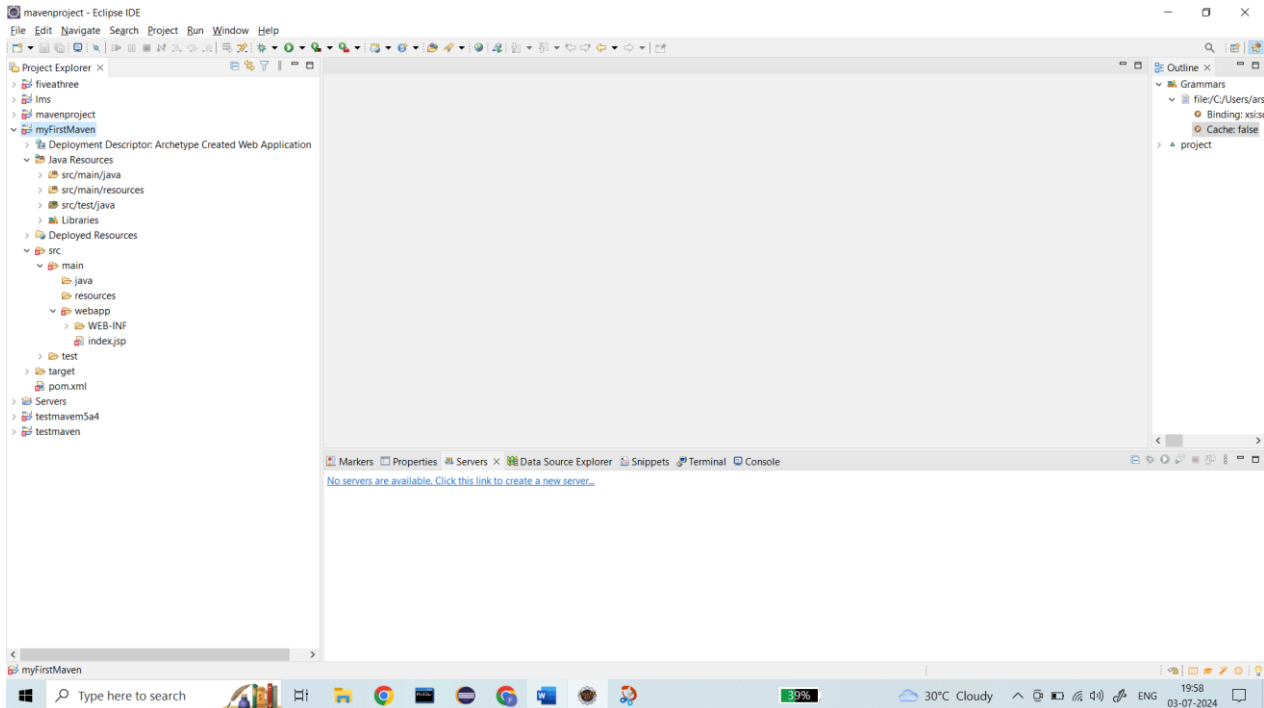 mavenproject - Eclipse IDE
File Edit Navigate Search Project Run Window Help
Project Explorer
fiveathree
lms
mavenproject
myFirstMaven
Deployment Descriptor: Archetype Created Web Application
Java Resources
src/main/java
src/main/resources
src/test/java
Libraries
Deployed Resources
src
main
java
resources
webapp
WEB-INF
index.jsp
test
target
pom.xml
Servers
testmavem5a4
testmaven
Outline
Grammars
file:/C:/Users/ars
Binding: xsi:s
Cache: false
project
Markers Properties Servers Data Source Explorer Snippets Terminal Console
No servers are available. Click this link to create a new server...
myFirstMaven
Type here to search
39%
30°C Cloudy
ENG
19:58
03-07-2024